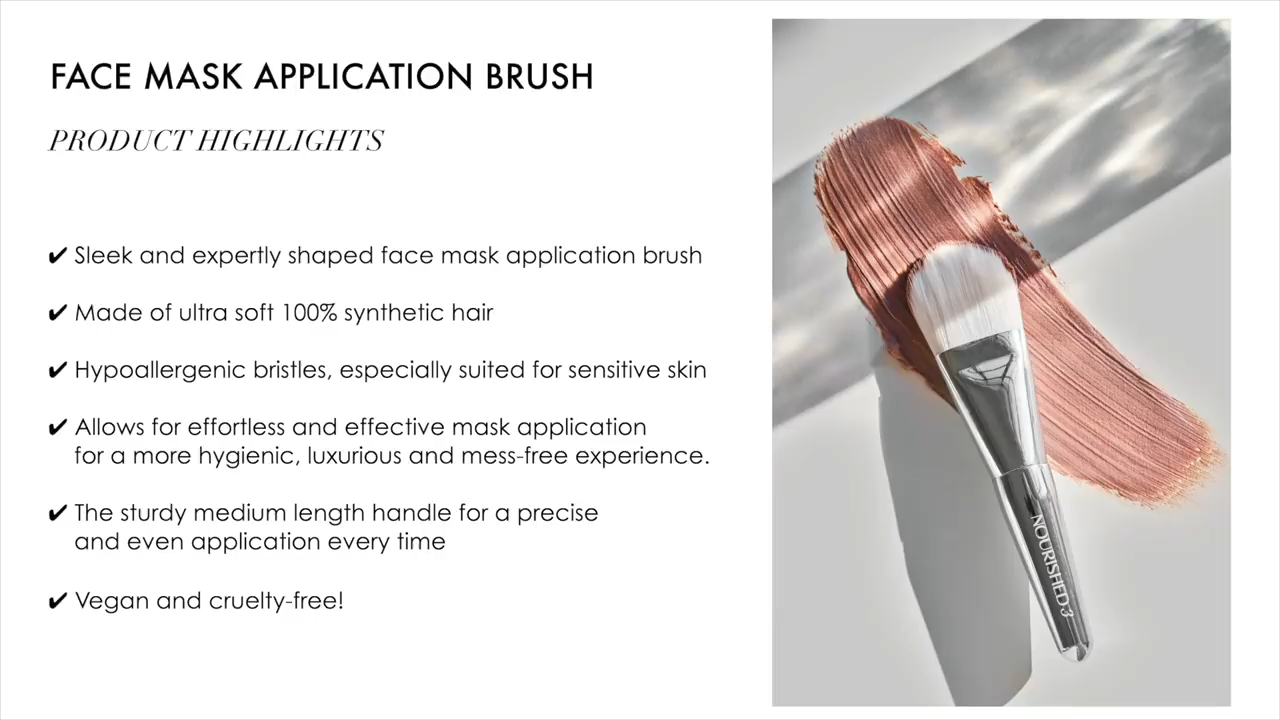 FACE MASK APPLICATION BRUSH
PRODUCT HIGHLIGHTS
✔ Sleek and expertly shaped face mask application brush
✔ Made of ultra soft 100% synthetic hair
✔ Hypoallergenic bristles, especially suited for sensitive skin
✔ Allows for effortless and effective mask application
for a more hygienic, luxurious and mess-free experience.
✔ The sturdy medium length handle for a precise
and even application every time
✔ Vegan and cruelty-free!
NOURISHED3